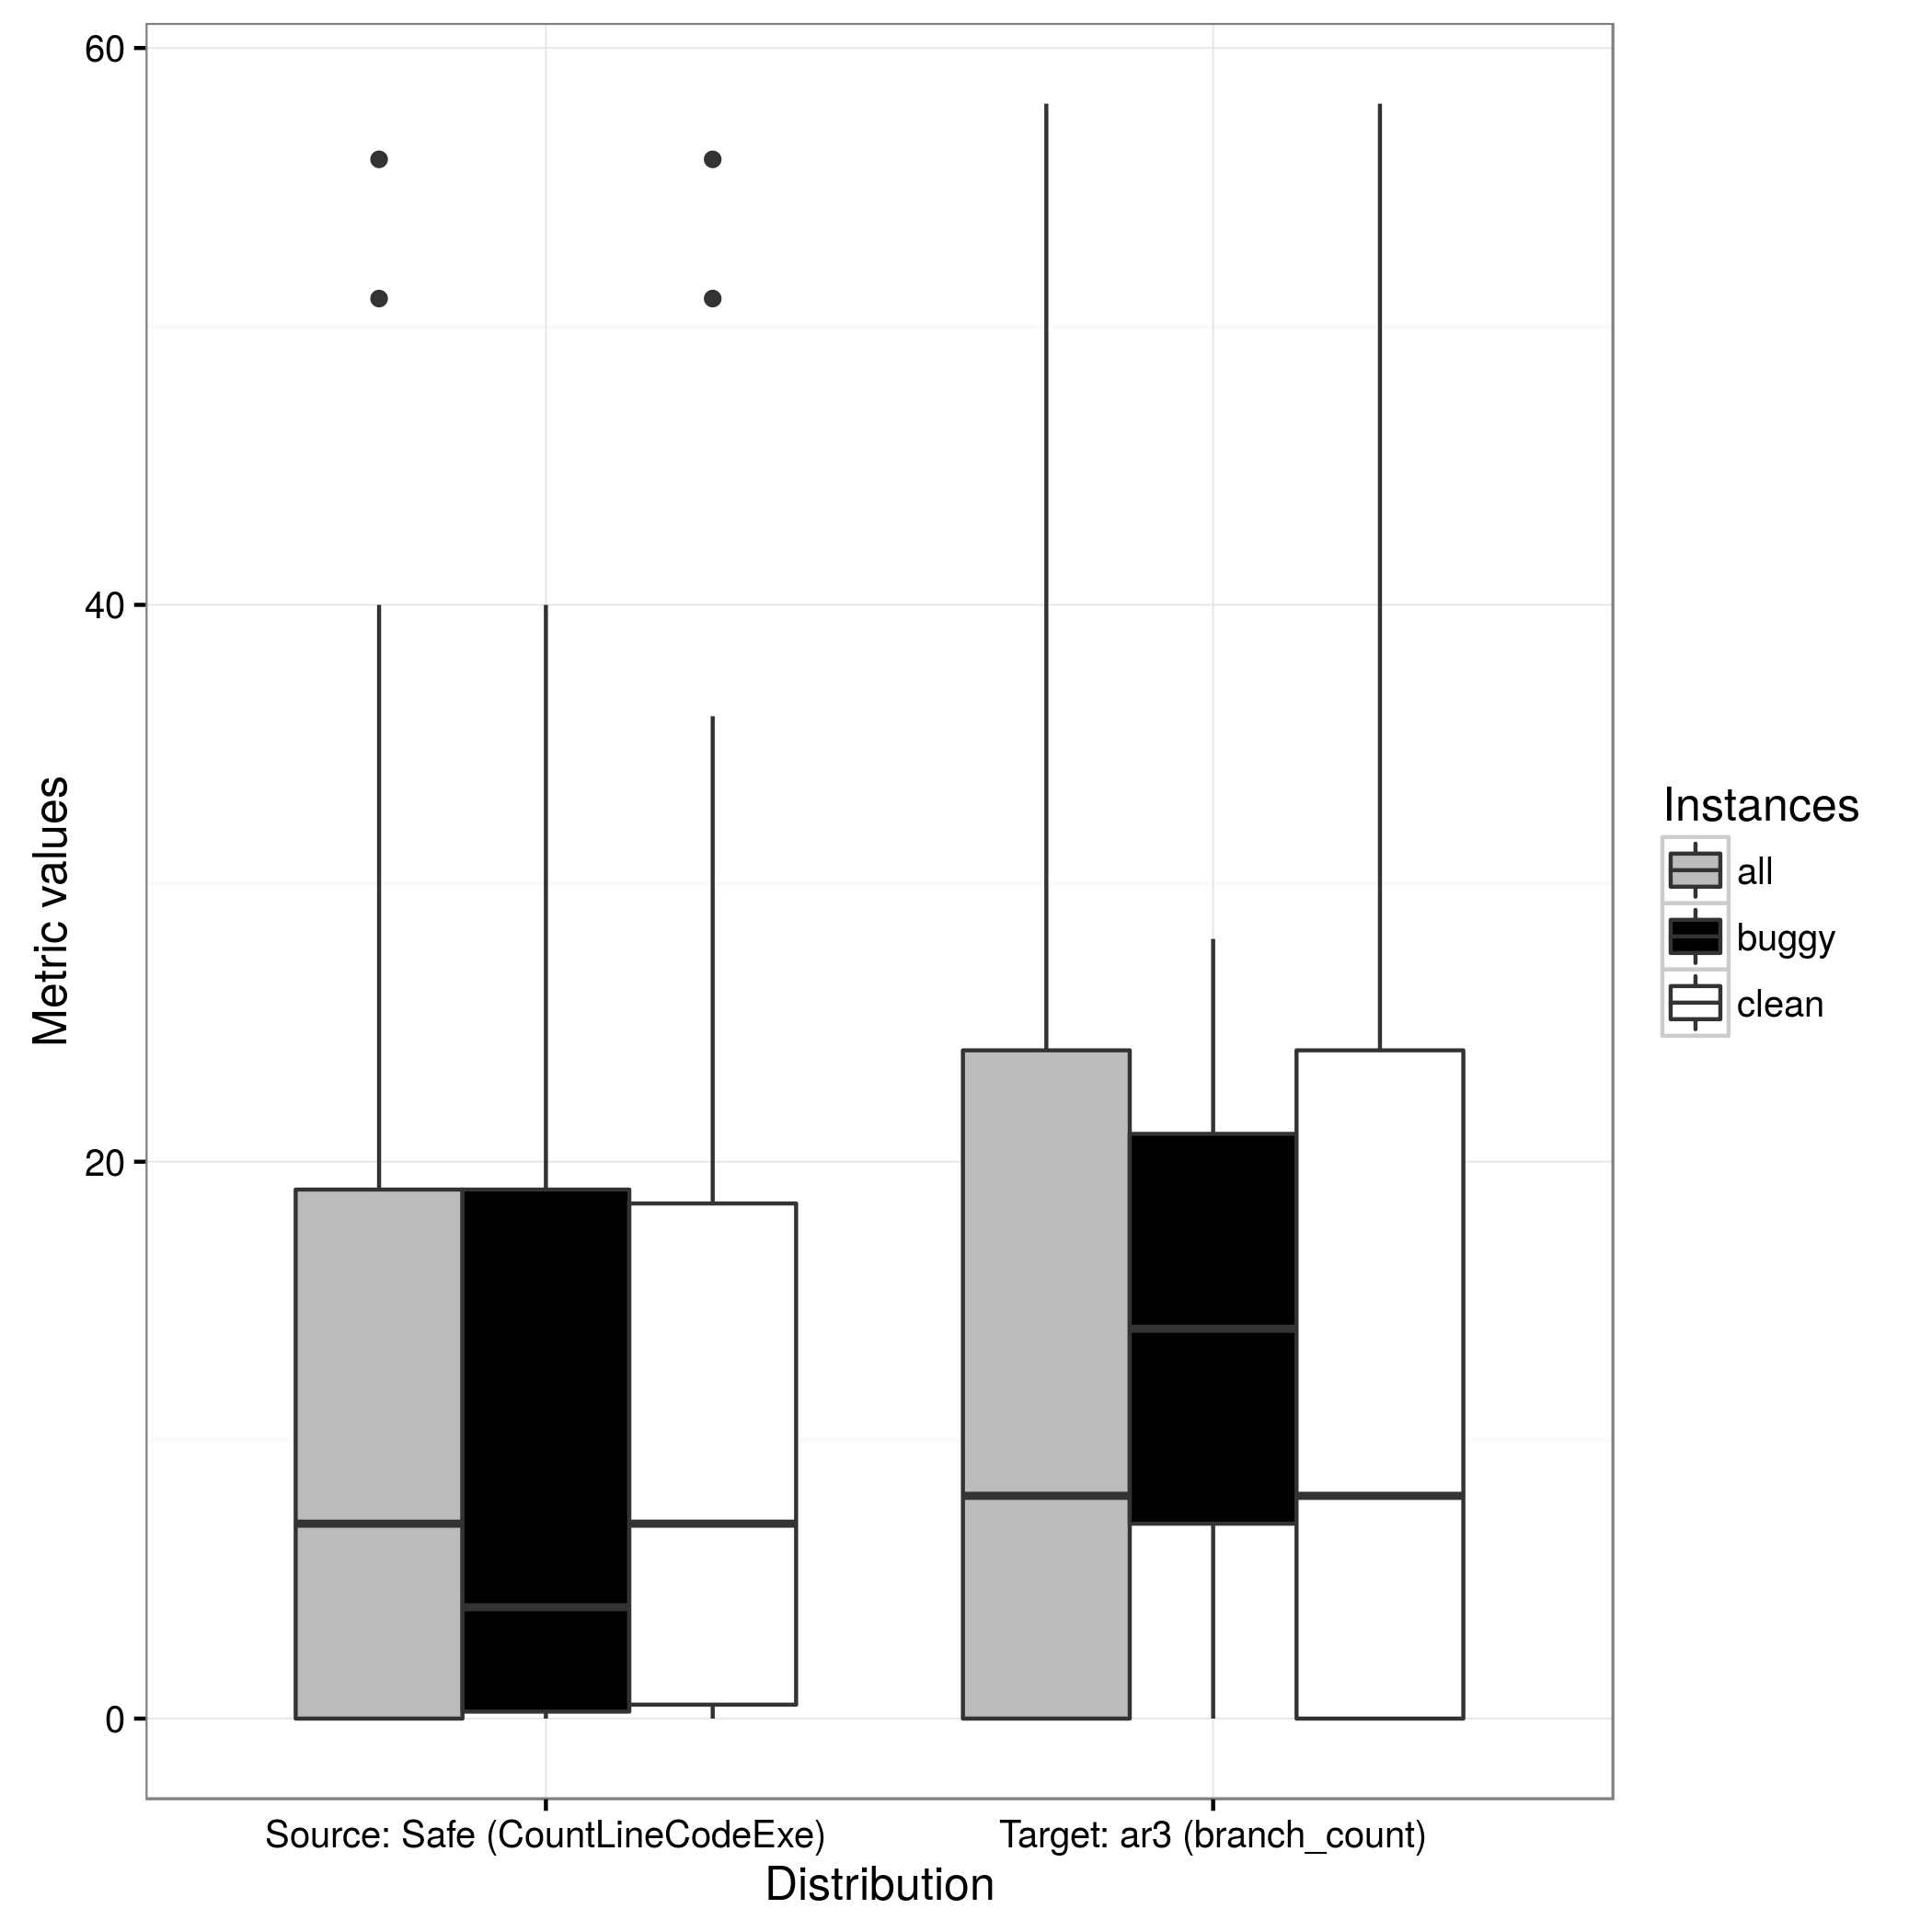 60
40
20
0
Metric values
Source: Safe (CountLineCodeExe)
Target: ar3 (branch_count)
Distribution
Instances
all
buggy
clean